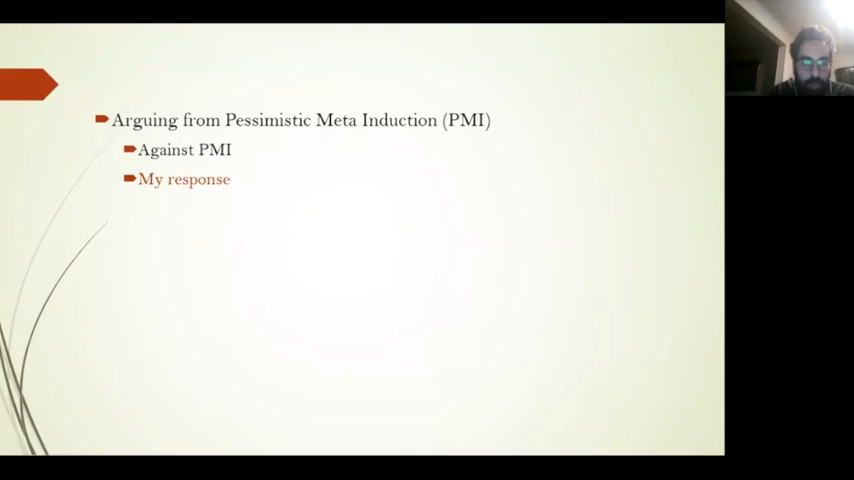 Arguing from Pessimistic Meta Induction (PMI)
Against PMI
My response